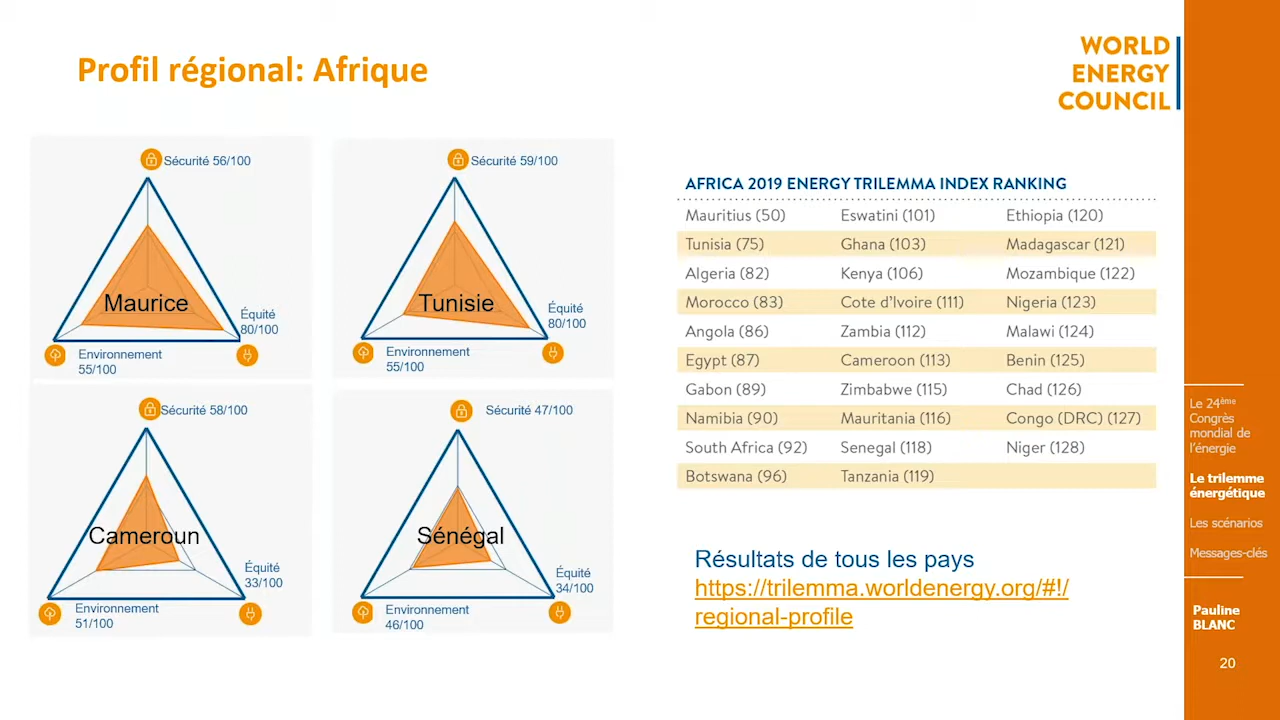 Profil régional: Afrique
WORLD
ENERGY
COUNCIL
Sécurité 56/100
Maurice
Équité
80/100
Environnement
55/100
Sécurité 59/100
Tunisie
Équité
80/100
Environnement
55/100
Sécurité 58/100
Cameroun
Équité
33/100
Environnement
51/100
Sécurité 47/100
Sénégal
Équité
34/100
Environnement
46/100
AFRICA 2019 ENERGY TRILEMMA INDEX RANKING
Mauritius (50) Eswatini (101) Ethiopia (120)
Tunisia (75) Ghana (103) Madagascar (121)
Algeria (82) Kenya (106) Mozambique (122)
Morocco (83) Cote d'Ivoire (111) Nigeria (123)
Angola (86) Zambia (112) Malawi (124)
Egypt (87) Cameroon (113) Benin (125)
Gabon (89) Zimbabwe (115) Chad (126)
Namibia (90) Mauritania (116) Congo (DRC) (127)
South Africa (92) Senegal (118) Niger (128)
Botswana (96) Tanzania (119)
Résultats de tous les pays
https://trilemma.worldenergy.org/#!/
regional-profile
Le 24ème
Congrès
mondial de
l'énergie
Le trilemme
énergétique
Les scénarios
Messages-clés
Pauline
BLANC
20